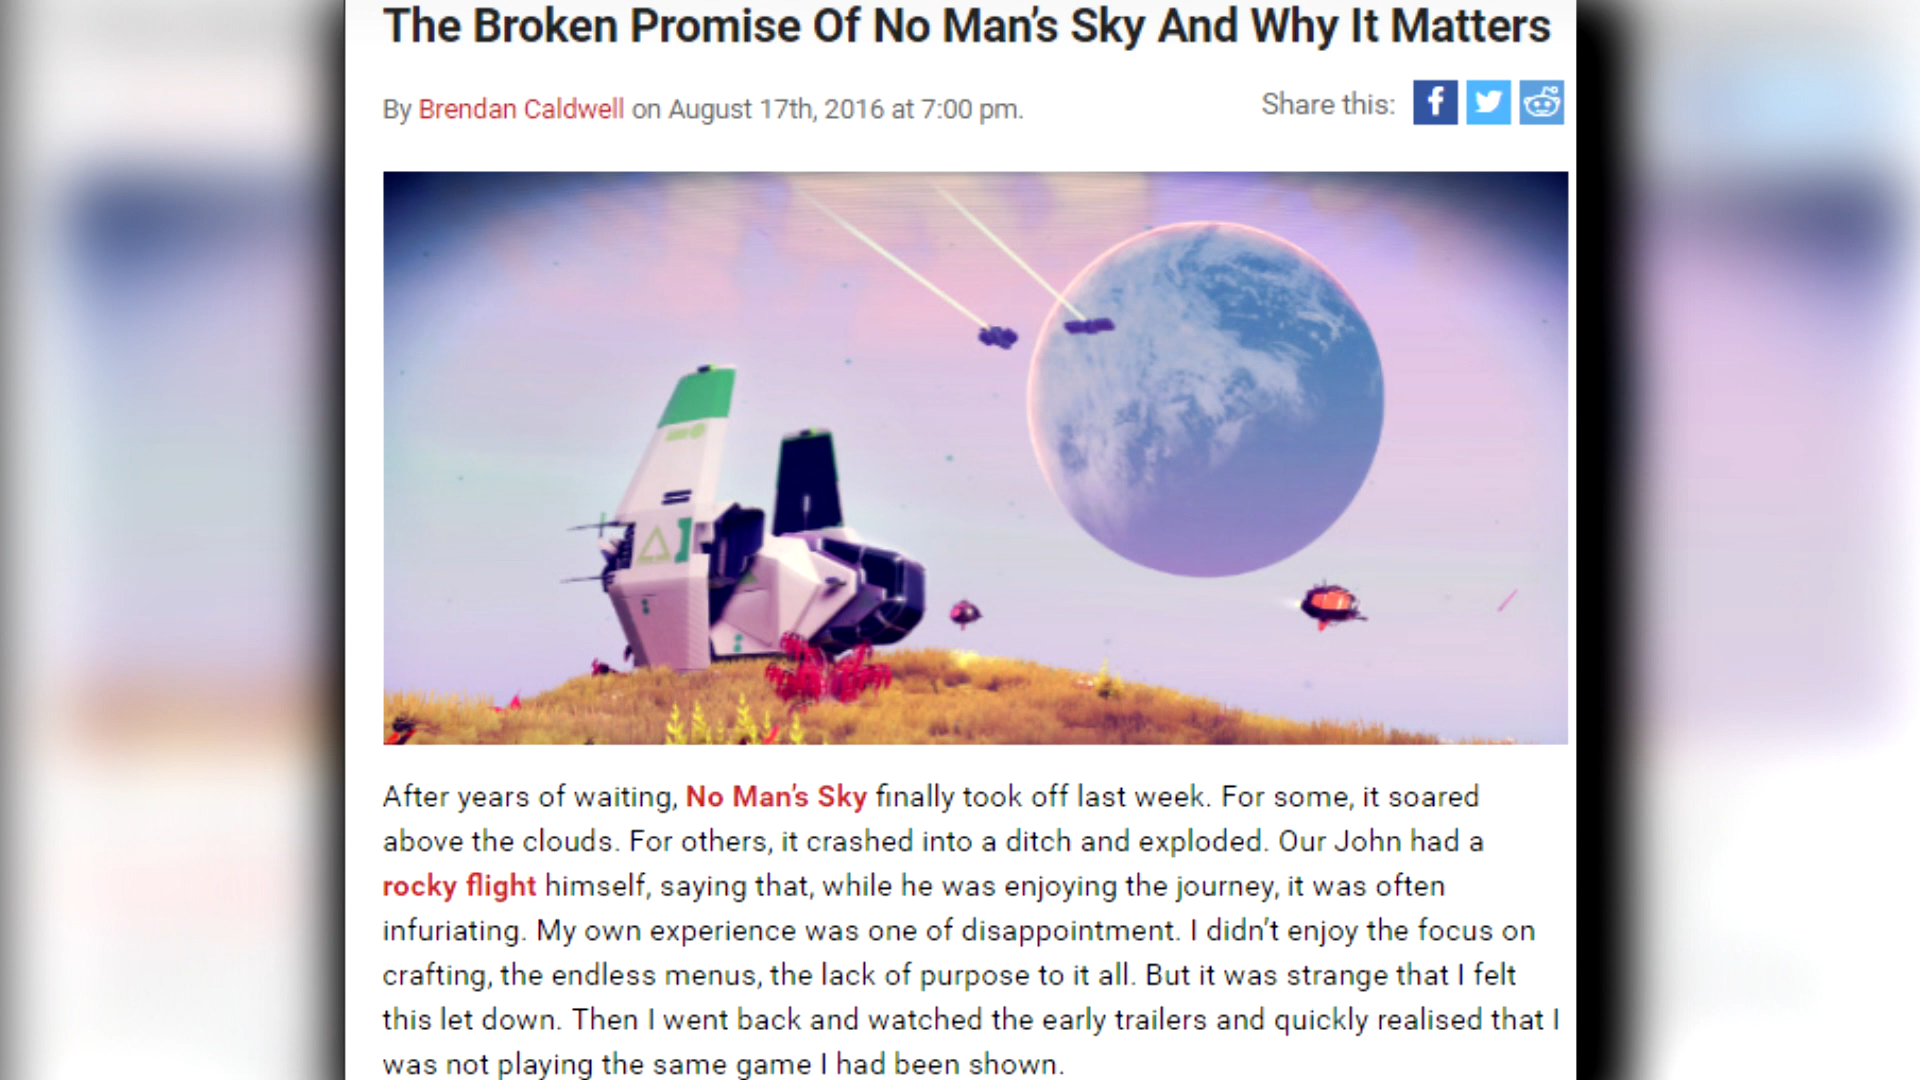 The Broken Promise Of No Man's Sky And Why It Matters
By Brendan Caldwell on August 17th, 2016 at 7:00 pm.
Share this:
After years of waiting, No Man's Sky finally took off last week. For some, it soared
above the clouds. For others, it crashed into a ditch and exploded. Our John had a
rocky flight himself, saying that, while he was enjoying the journey, it was often
infuriating. My own experience was one of disappointment. I didn't enjoy the focus on
crafting, the endless menus, the lack of purpose to it all. But it was strange that I felt
this let down. Then I went back and watched the early trailers and quickly realised that I
was not playing the same game I had been shown.